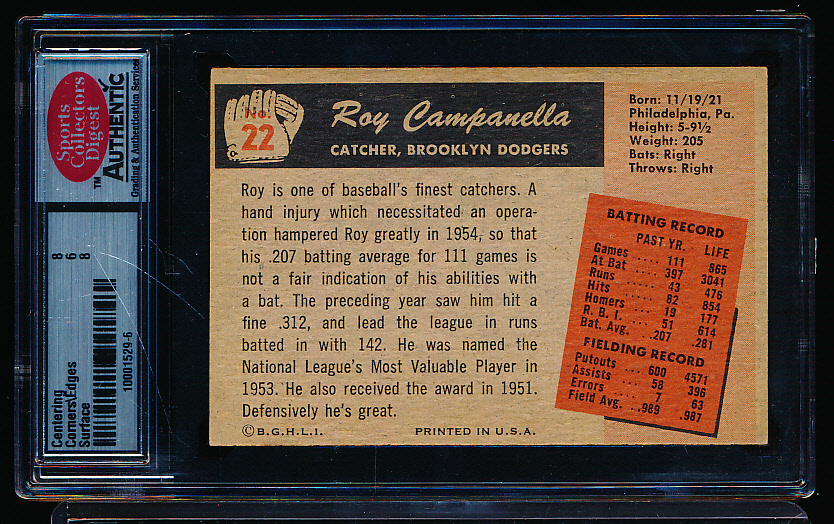 Sports
Collectors
Digest
™AUTHENTIC
Grading & Authentication Service
Centering 8
Corners\Edges 6
Surface 8
10001529-6
No.
22
Roy Campanella
CATCHER, BROOKLYN DODGERS
Born: 11/19/21
Philadelphia, Pa.
Height: 5-9½
Weight: 205
Bats: Right
Throws: Right
Roy is one of baseball's finest catchers. A
hand injury which necessitated an opera-
tion hampered Roy greatly in 1954, so that
his .207 batting average for 111 games is
not a fair indication of his abilities with
a bat. The preceding year saw him hit a
fine .312, and lead the league in runs
batted in with 142. He was named the
National League's Most Valuable Player in
1953. He also received the award in 1951.
Defensively he's great.
BATTING RECORD
PAST YR. LIFE
Games .... 111 865
At Bat .... 397 3041
Runs .... 43 476
Hits .... 82 854
Homers .... 19 177
R. B. I. .... 51 614
Bat. Avg. .. .207 .281
FIELDING RECORD
Putouts ... 600 4571
Assists ... 58 396
Errors ... 7 63
Field Avg. .. .989 .987
©B.G.H.L.I. PRINTED IN U.S.A.